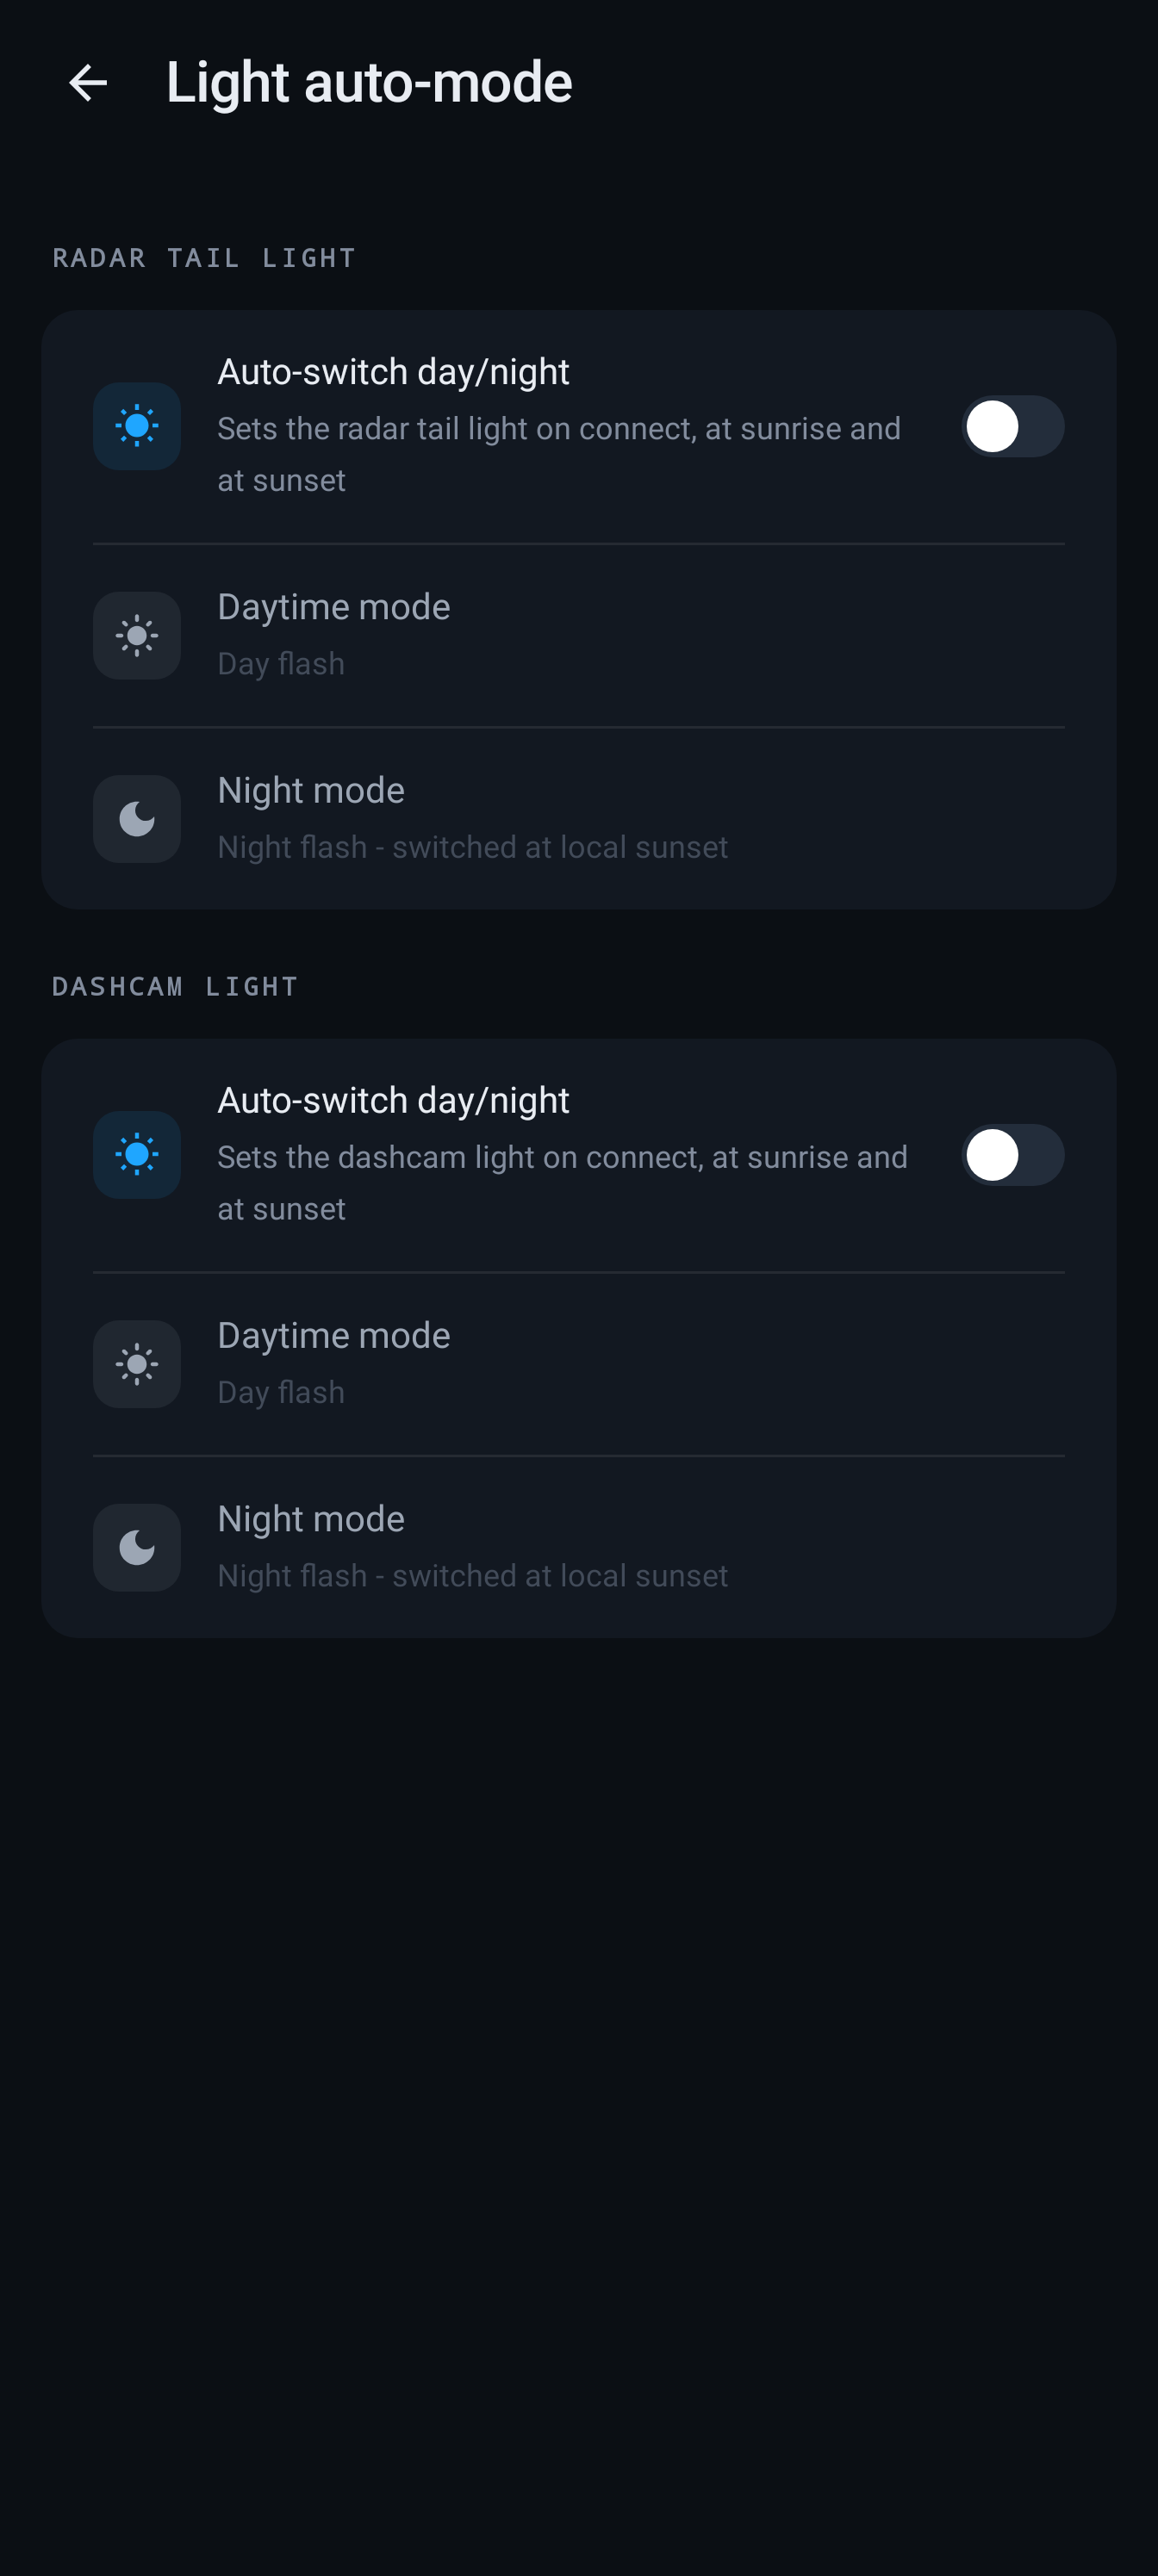 Light auto-mode
RADAR TAIL LIGHT
Auto-switch day/night
Sets the radar tail light on connect, at sunrise and
at sunset
Daytime mode
Day flash
Night mode
Night flash - switched at local sunset
DASHCAM LIGHT
Auto-switch day/night
Sets the dashcam light on connect, at sunrise and
at sunset
Daytime mode
Day flash
Night mode
Night flash - switched at local sunset